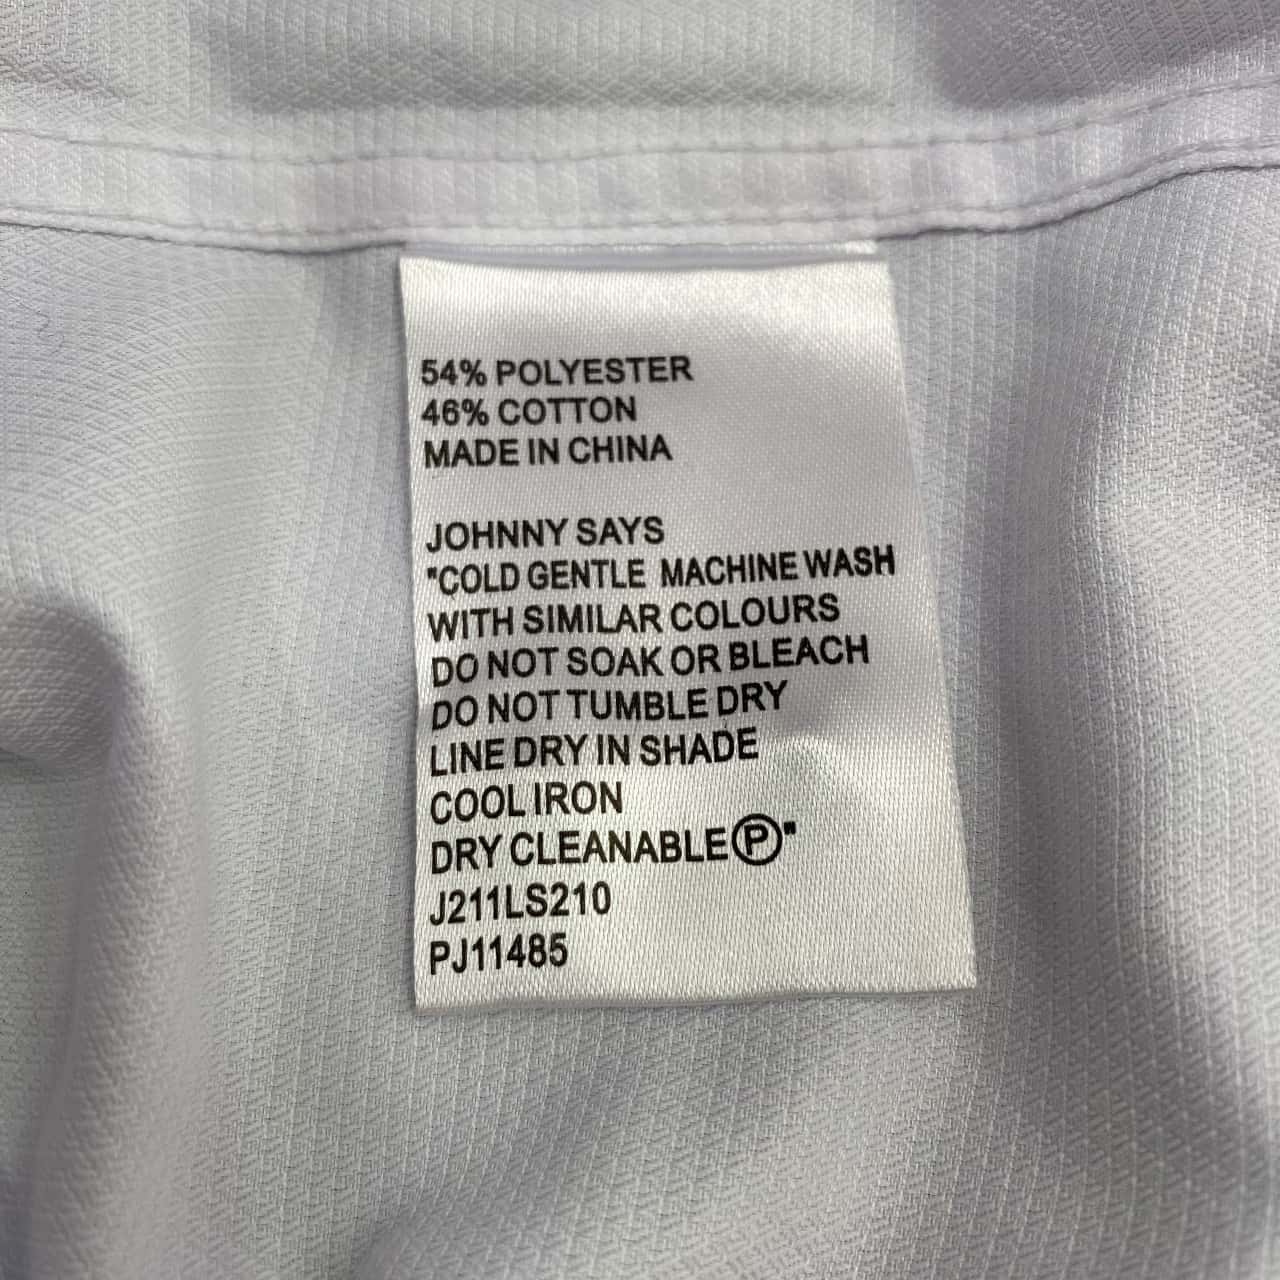 54% POLYESTER
46% COTTON
MADE IN CHINA
JOHNNY SAYS
"COLD GENTLE MACHINE WASH
WITH SIMILAR COLOURS
DO NOT SOAK OR BLEACH
DO NOT TUMBLE DRY
LINE DRY IN SHADE
COOL IRON
DRY CLEANABLE Ⓟ"
J211LS210
PJ11485